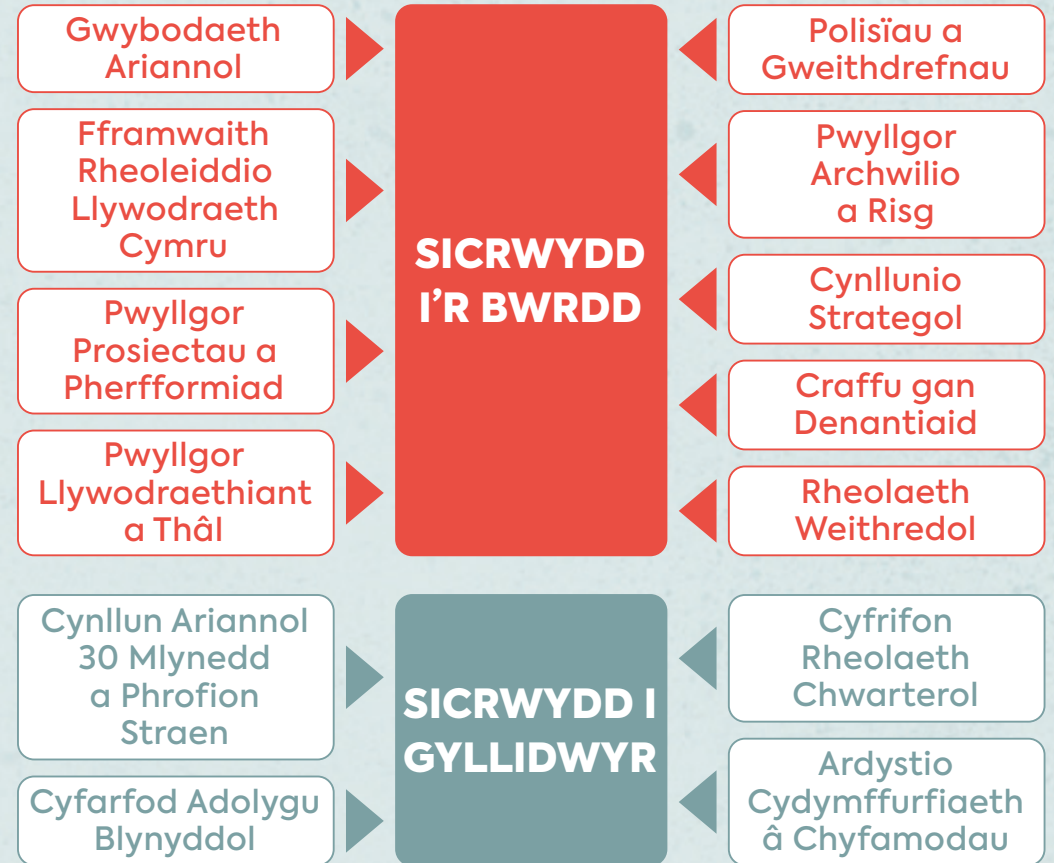 Gwybodaeth
Ariannol
Fframwaith
Rheoleiddio
Llywodraeth
Cymru
Pwyllgor
Prosiectau a
Pherfformiad
Pwyllgor
Llywodraethiant
a Thâl
SICRWYDD
I'R BWRDD
Polisïau a
Gweithdrefnau
Pwyllgor
Archwilio
a Risg
Cynllunio
Strategol
Craffu gan
Denantiaid
Rheolaeth
Weithredol
Cynllun Ariannol
30 Mlynedd
a Phrofion
Straen
Cyfarfod Adolygu
Blynyddol
SICRWYDD I
GYLLIDWYR
Cyfrifon
Rheolaeth
Chwarterol
Ardystio
Cydymffurfiaeth
â Chyfamodau